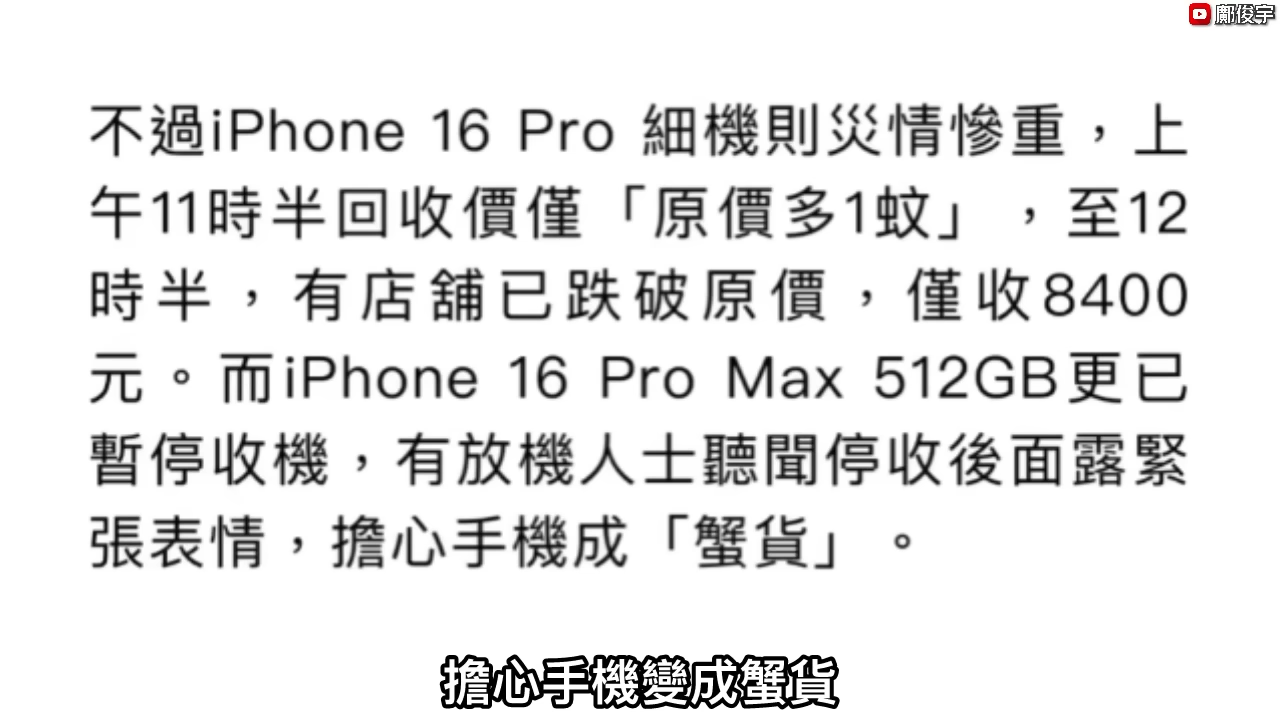 鄺俊宇
不過iPhone 16 Pro 細機則災情慘重，上
午11時半回收價僅「原價多1蚊」，至12
時半，有店舖已跌破原價，僅收8400
元。而iPhone 16 Pro Max 512GB更已
暫停收機，有放機人士聽聞停收後面露緊
張表情，擔心手機成「蟹貨」。
擔心手機變成蟹貨